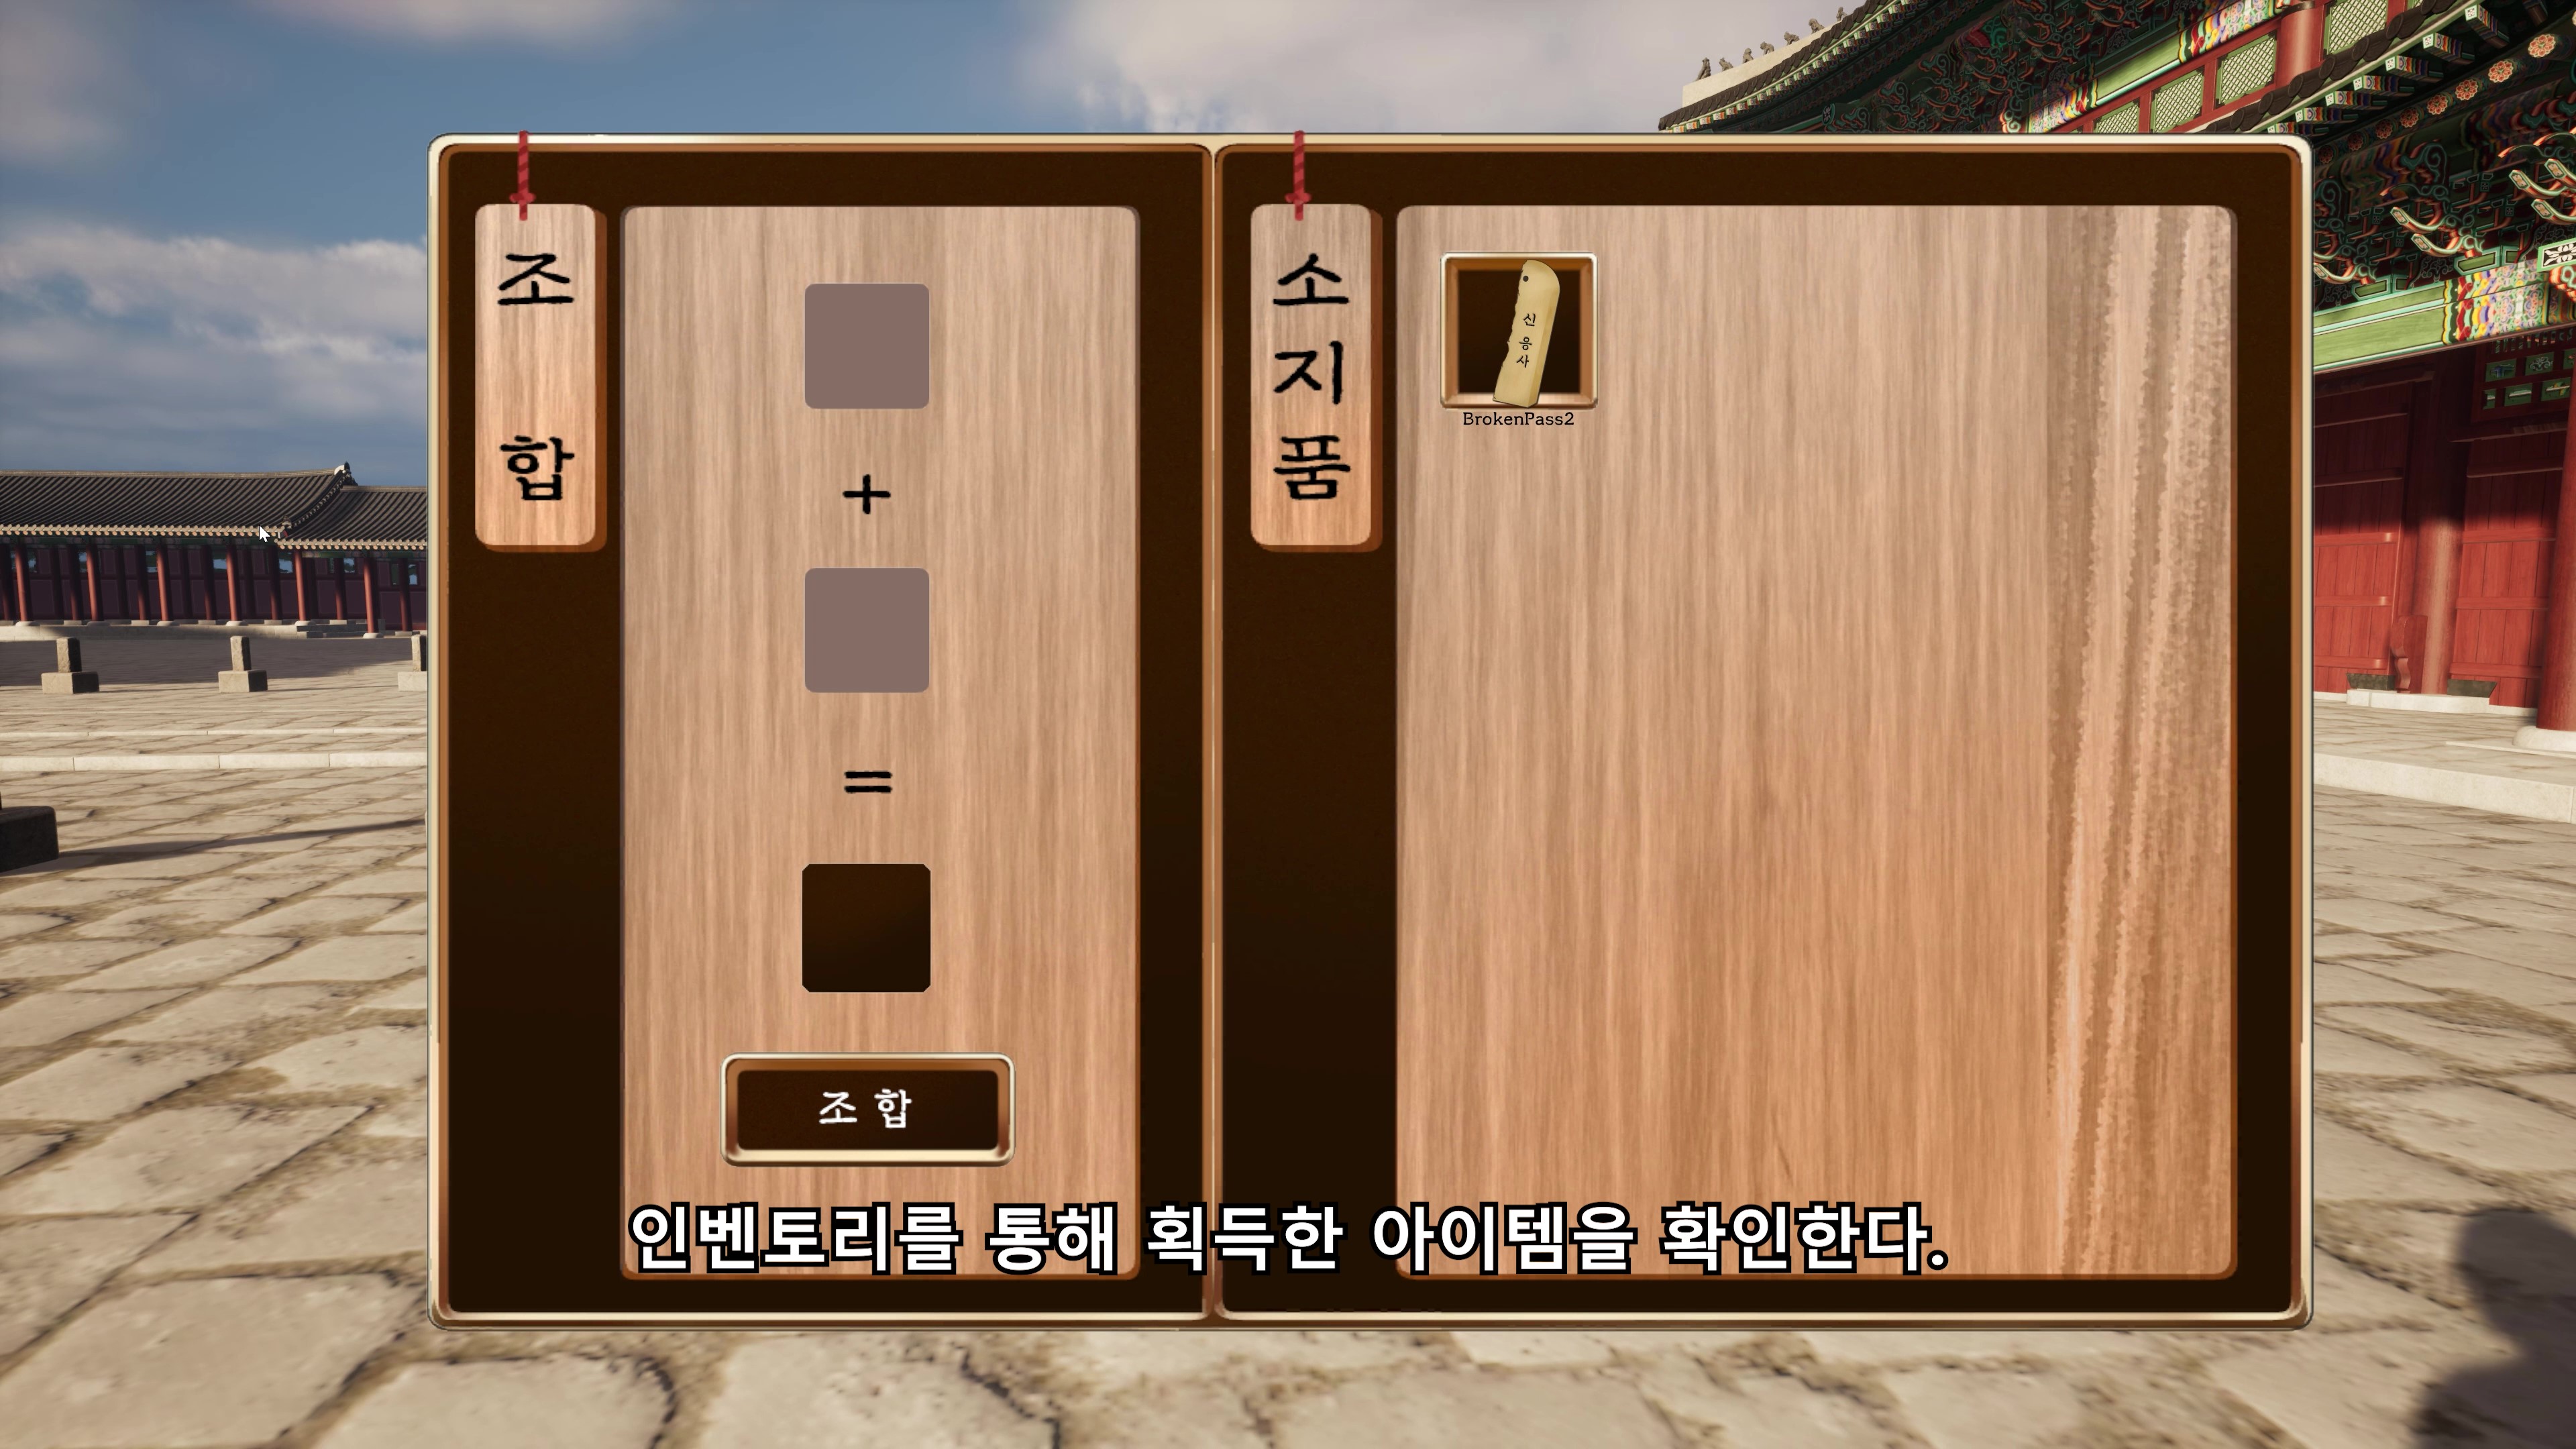 조
합
+
=
조 합
소
지
품
신
웅
사
BrokenPass2
인벤토리를 통해 획득한 아이템을 확인한다.